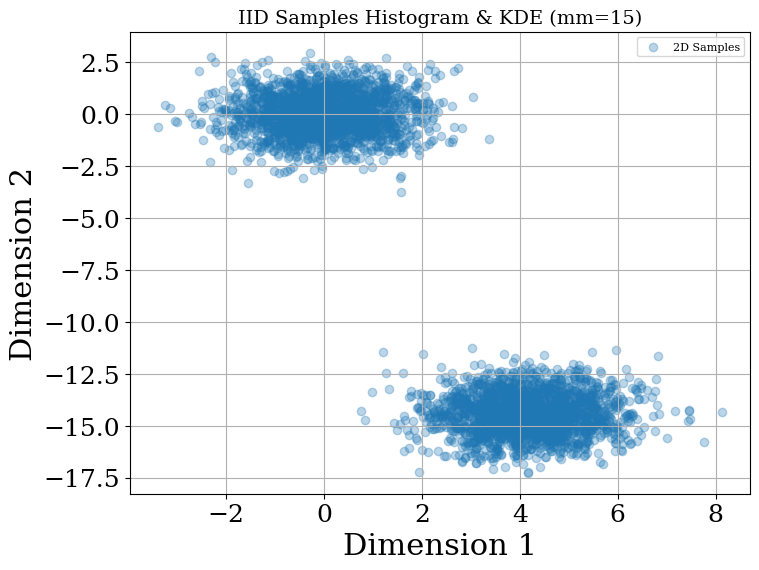 IID Samples Histogram & KDE (mm=15)
2D Samples
Dimension 2
2.5
0.0
−2.5
−5.0
−7.5
−10.0
−12.5
−15.0
−17.5
−2 0 2 4 6 8
Dimension 1